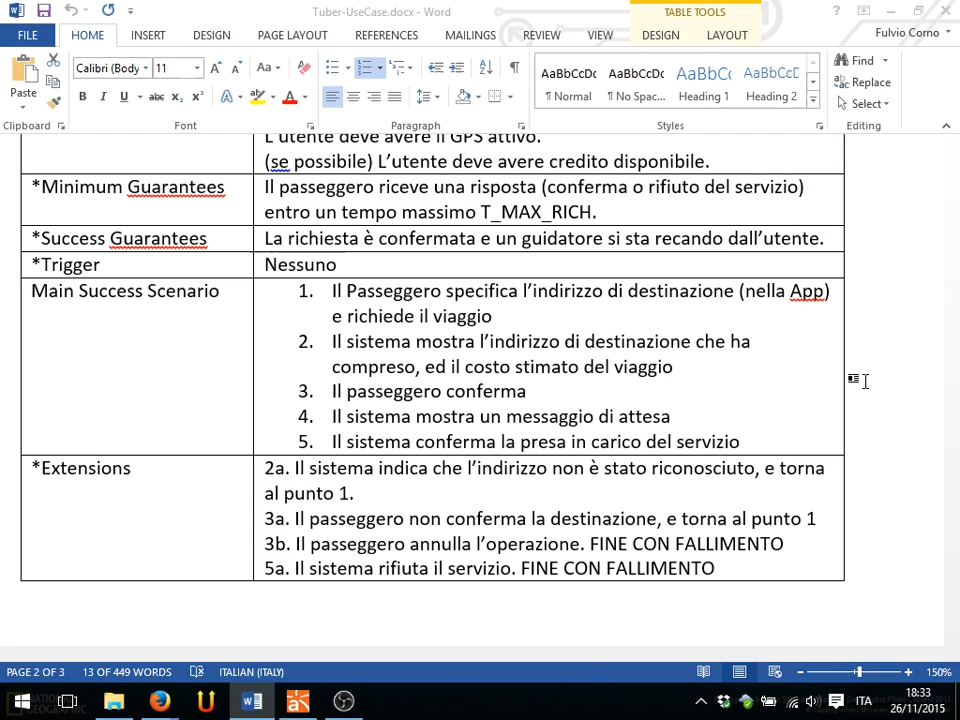 Tuber-UseCase.docx - Word
TABLE TOOLS
FILE
HOME
INSERT
DESIGN
PAGE LAYOUT
REFERENCES
MAILINGS
REVIEW
VIEW
DESIGN
LAYOUT
Fulvio Corno
Paste
Calibri (Body
11
Aa
B I U abc x₂ x² A A
AaBbCcDc AaBbCcDc AaBbCc AaBbCcE
¶ Normal
¶ No Spac...
Heading 1
Heading 2
Find
Replace
Select
Clipboard
Font
Paragraph
Styles
Editing
L'utente deve avere il GPS attivo.
(se possibile) L'utente deve avere credito disponibile.
*Minimum Guarantees
Il passeggero riceve una risposta (conferma o rifiuto del servizio)
entro un tempo massimo T_MAX_RICH.
*Success Guarantees
La richiesta è confermata e un guidatore si sta recando dall'utente.
*Trigger
Nessuno
Main Success Scenario
1. Il Passeggero specifica l'indirizzo di destinazione (nella App)
e richiede il viaggio
2. Il sistema mostra l'indirizzo di destinazione che ha
compreso, ed il costo stimato del viaggio
3. Il passeggero conferma
4. Il sistema mostra un messaggio di attesa
5. Il sistema conferma la presa in carico del servizio
*Extensions
2a. Il sistema indica che l'indirizzo non è stato riconosciuto, e torna
al punto 1.
3a. Il passeggero non conferma la destinazione, e torna al punto 1
3b. Il passeggero annulla l'operazione. FINE CON FALLIMENTO
5a. Il sistema rifiuta il servizio. FINE CON FALLIMENTO
PAGE 2 OF 3
13 OF 449 WORDS
ITALIAN (ITALY)
150%
ITA
18:33
26/11/2015